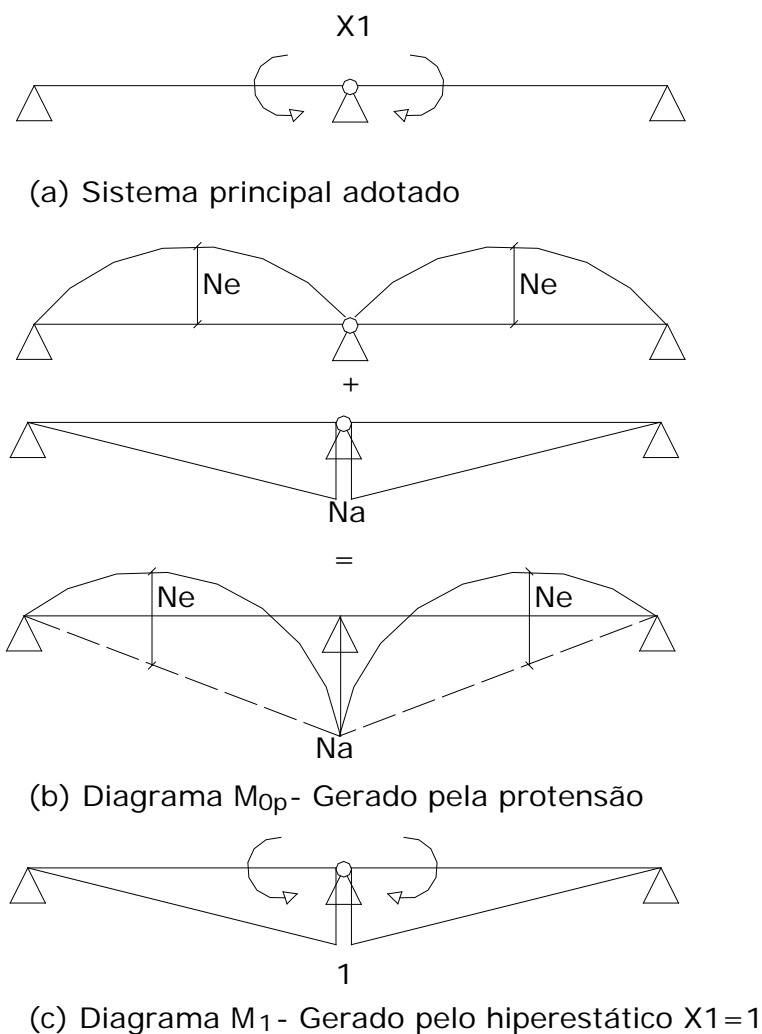 X1
(a) Sistema principal adotado
Ne Ne
+
Na
=
Ne Ne
Na
(b) Diagrama M0p- Gerado pela protensão
1
(c) Diagrama M1- Gerado pelo hiperestático X1=1